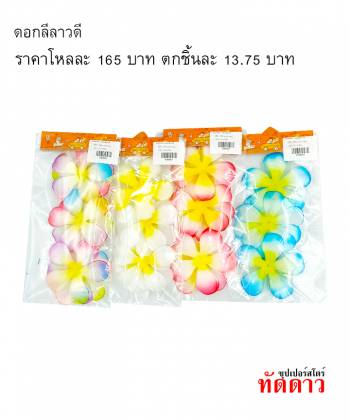 ดอกลีลาวดี
ราคาโหลละ 165 บาท ตกชิ้นละ 13.75 บาท
ซุปเปอร์สโตร์
ทัดดาว